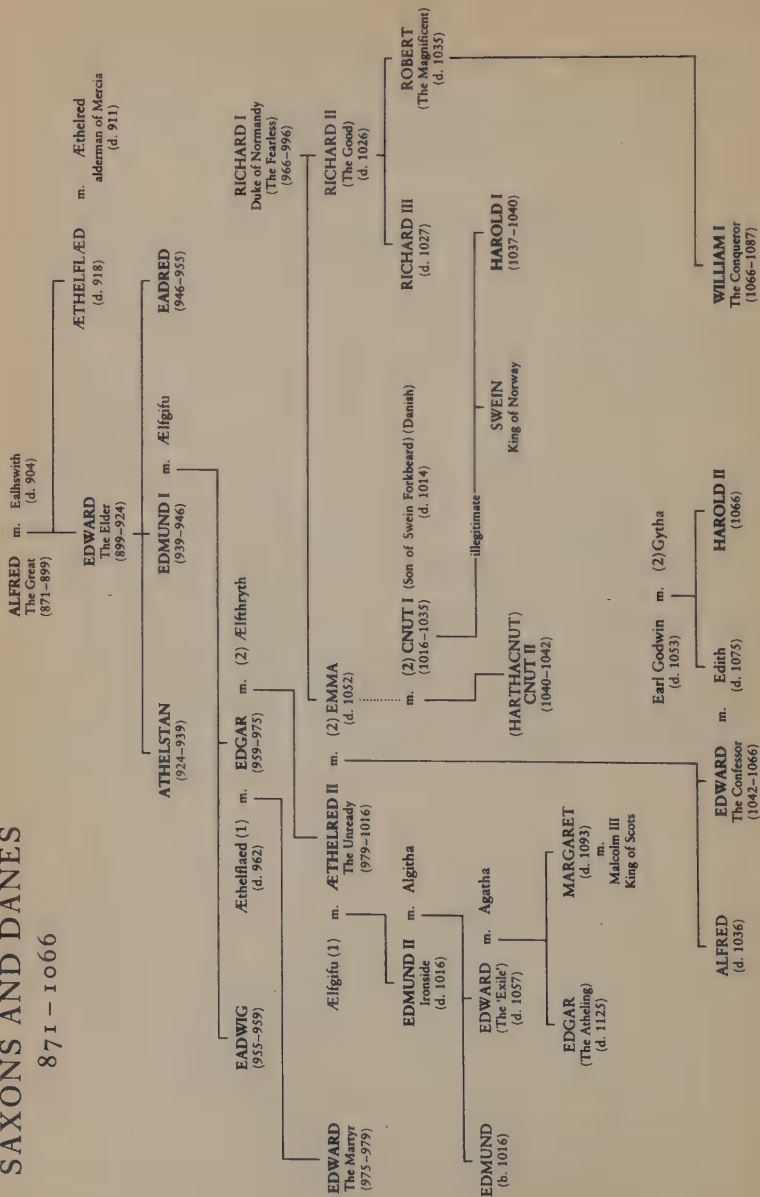 SAXONS AND DANES
871–1066
ALFRED
The Great
(871–899)
m.
Ealhswith
(d. 904)
EDWARD
The Elder
(899–924)
ÆTHELFLÆD
(d. 918)
m.
Æthelred
alderman of Mercia
(d. 911)
ATHELSTAN
(924–939)
EDMUND I
(939–946)
m.
Ælfgifu
EADRED
(946–955)
EADWIG
(955–959)
Æthelflaed (1)
(d. 962)
m.
EDGAR
(959–975)
m.
(2) Ælfthryth
RICHARD I
Duke of Normandy
(The Fearless)
(966–996)
EDWARD
The Martyr
(975–979)
Ælfgifu (1)
m.
ÆTHELRED II
The Unready
(979–1016)
m.
(2) EMMA
(d. 1052)
RICHARD II
(The Good)
(d. 1026)
EDMUND II
Ironside
(d. 1016)
m.
Algitha
m.
(2) CNUT I (Son of Swein Forkbeard) (Danish)
(1016–1035)
(d. 1014)
RICHARD III
(d. 1027)
ROBERT
(The Magnificent)
(d. 1035)
EDMUND
(b. 1016)
EDWARD
(The 'Exile')
(d. 1057)
m.
Agatha
illegitimate
(HARTHACNUT)
CNUT II
(1040–1042)
SWEIN
King of Norway
HAROLD I
(1037–1040)
EDGAR
(The Atheling)
(d. 1125)
MARGARET
(d. 1093)
m.
Malcolm III
King of Scots
Earl Godwin
(d. 1053)
m.
(2) Gytha
ALFRED
(d. 1036)
EDWARD
The Confessor
(1042–1066)
m.
Edith
(d. 1075)
HAROLD II
(1066)
WILLIAM I
The Conqueror
(1066–1087)